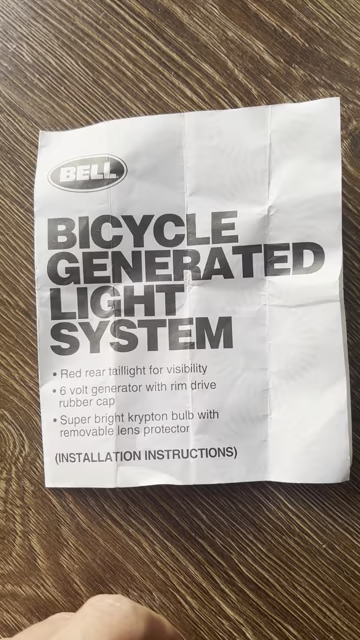 BELL
BICYCLE
GENERATED
LIGHT
SYSTEM
• Red rear taillight for visibility
• 6 volt generator with rim drive
rubber cap
• Super bright krypton bulb with
removable lens protector
(INSTALLATION INSTRUCTIONS)